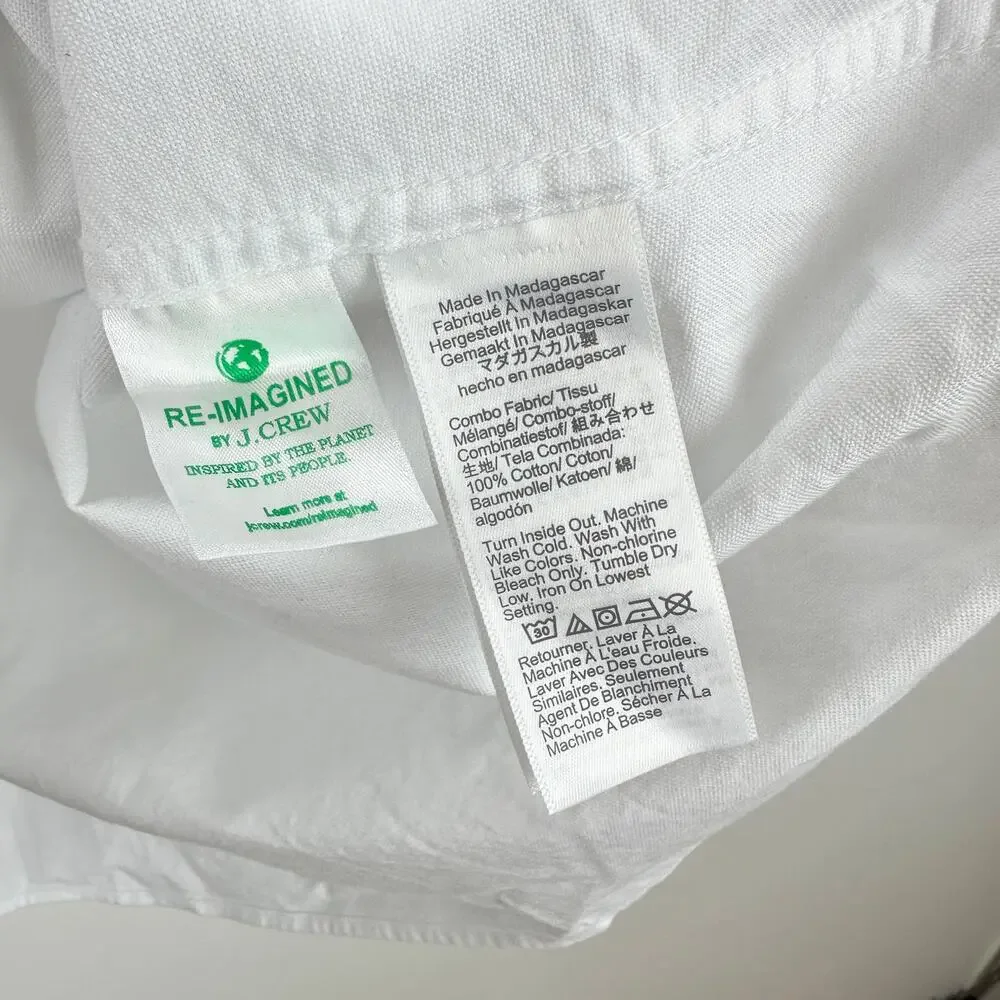 RE-IMAGINED
BY J.CREW
INSPIRED BY THE PLANET
AND ITS PEOPLE
Learn more at
jcrew.com/reimagined
Made In Madagascar
Fabriqué À Madagascar
Hergestellt In Madagaskar
Gemaakt In Madagascar
マダガスカル製
hecho en madagascar
Combo Fabric/ Tissu
Mélangé/ Combo-stoff/
Combinatiestof/ 組み合わせ
生地/ Tela Combinada:
100% Cotton/ Coton/
Baumwolle/ Katoen/ 綿/
algodón
Turn Inside Out. Machine
Wash Cold. Wash With
Like Colors. Non-chlorine
Bleach Only. Tumble Dry
Low. Iron On Lowest
Setting.
30
Retourner. Laver À La
Machine À L'eau Froide.
Laver Avec Des Couleurs
Similaires. Seulement
Agent De Blanchiment
Non-chlore. Sécher À La
Machine À Basse